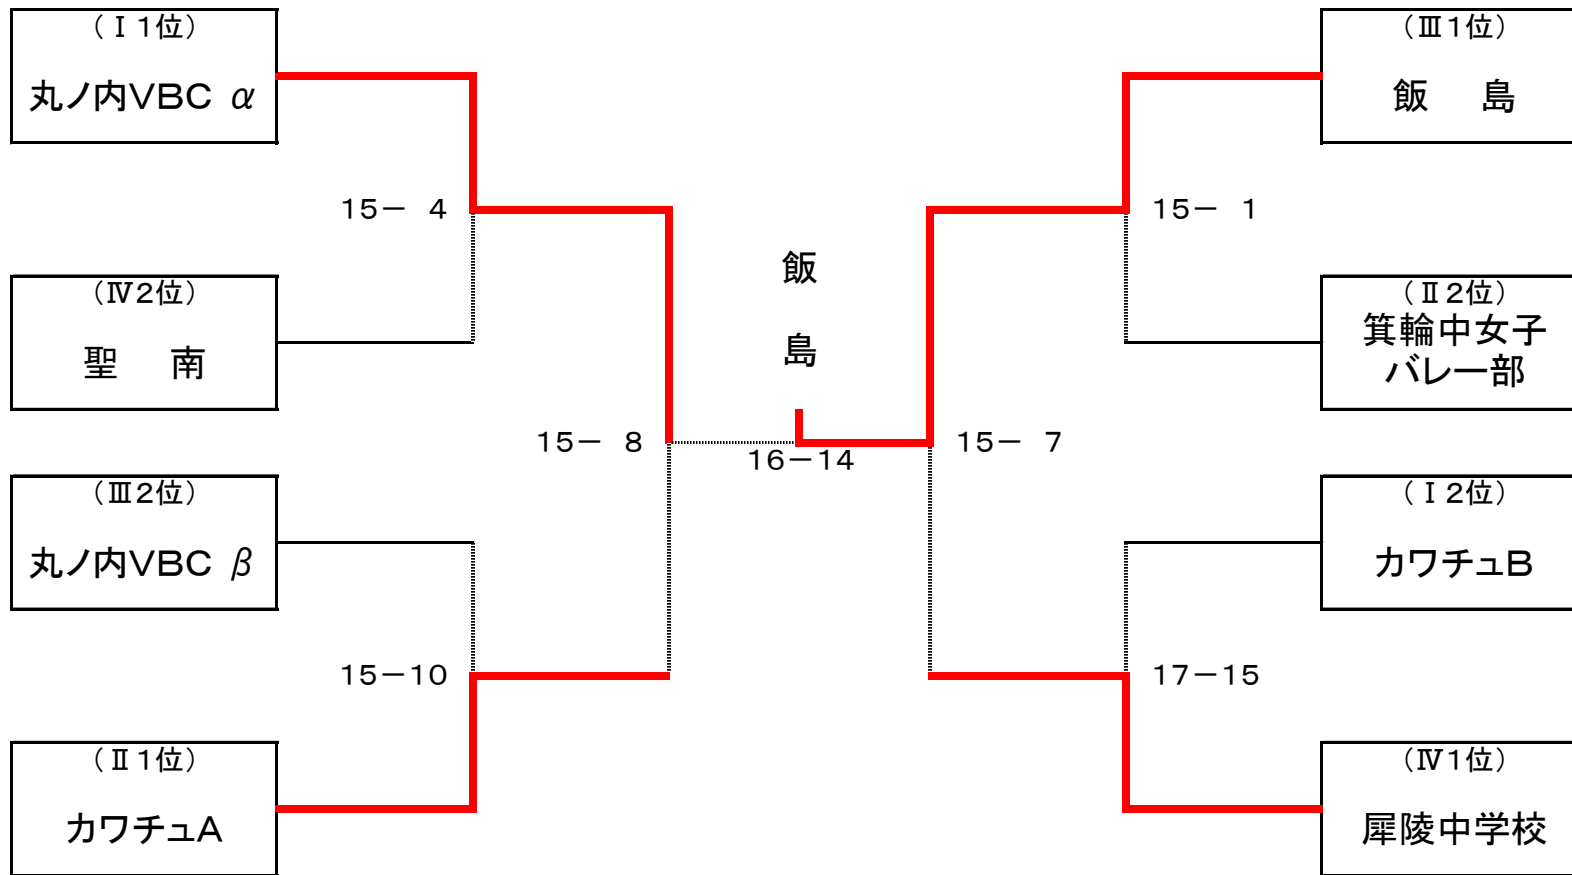 （Ⅰ1位）
丸ノ内VBC α
（Ⅲ1位）
飯　島
15－ 4
15－ 1
飯
島
（Ⅳ2位）
聖　南
（Ⅱ2位）
箕輪中女子
バレー部
15－ 8
16－14
15－ 7
（Ⅲ2位）
丸ノ内VBC β
（Ⅰ2位）
カワチュB
15－10
17－15
（Ⅱ1位）
カワチュA
（Ⅳ1位）
犀陵中学校